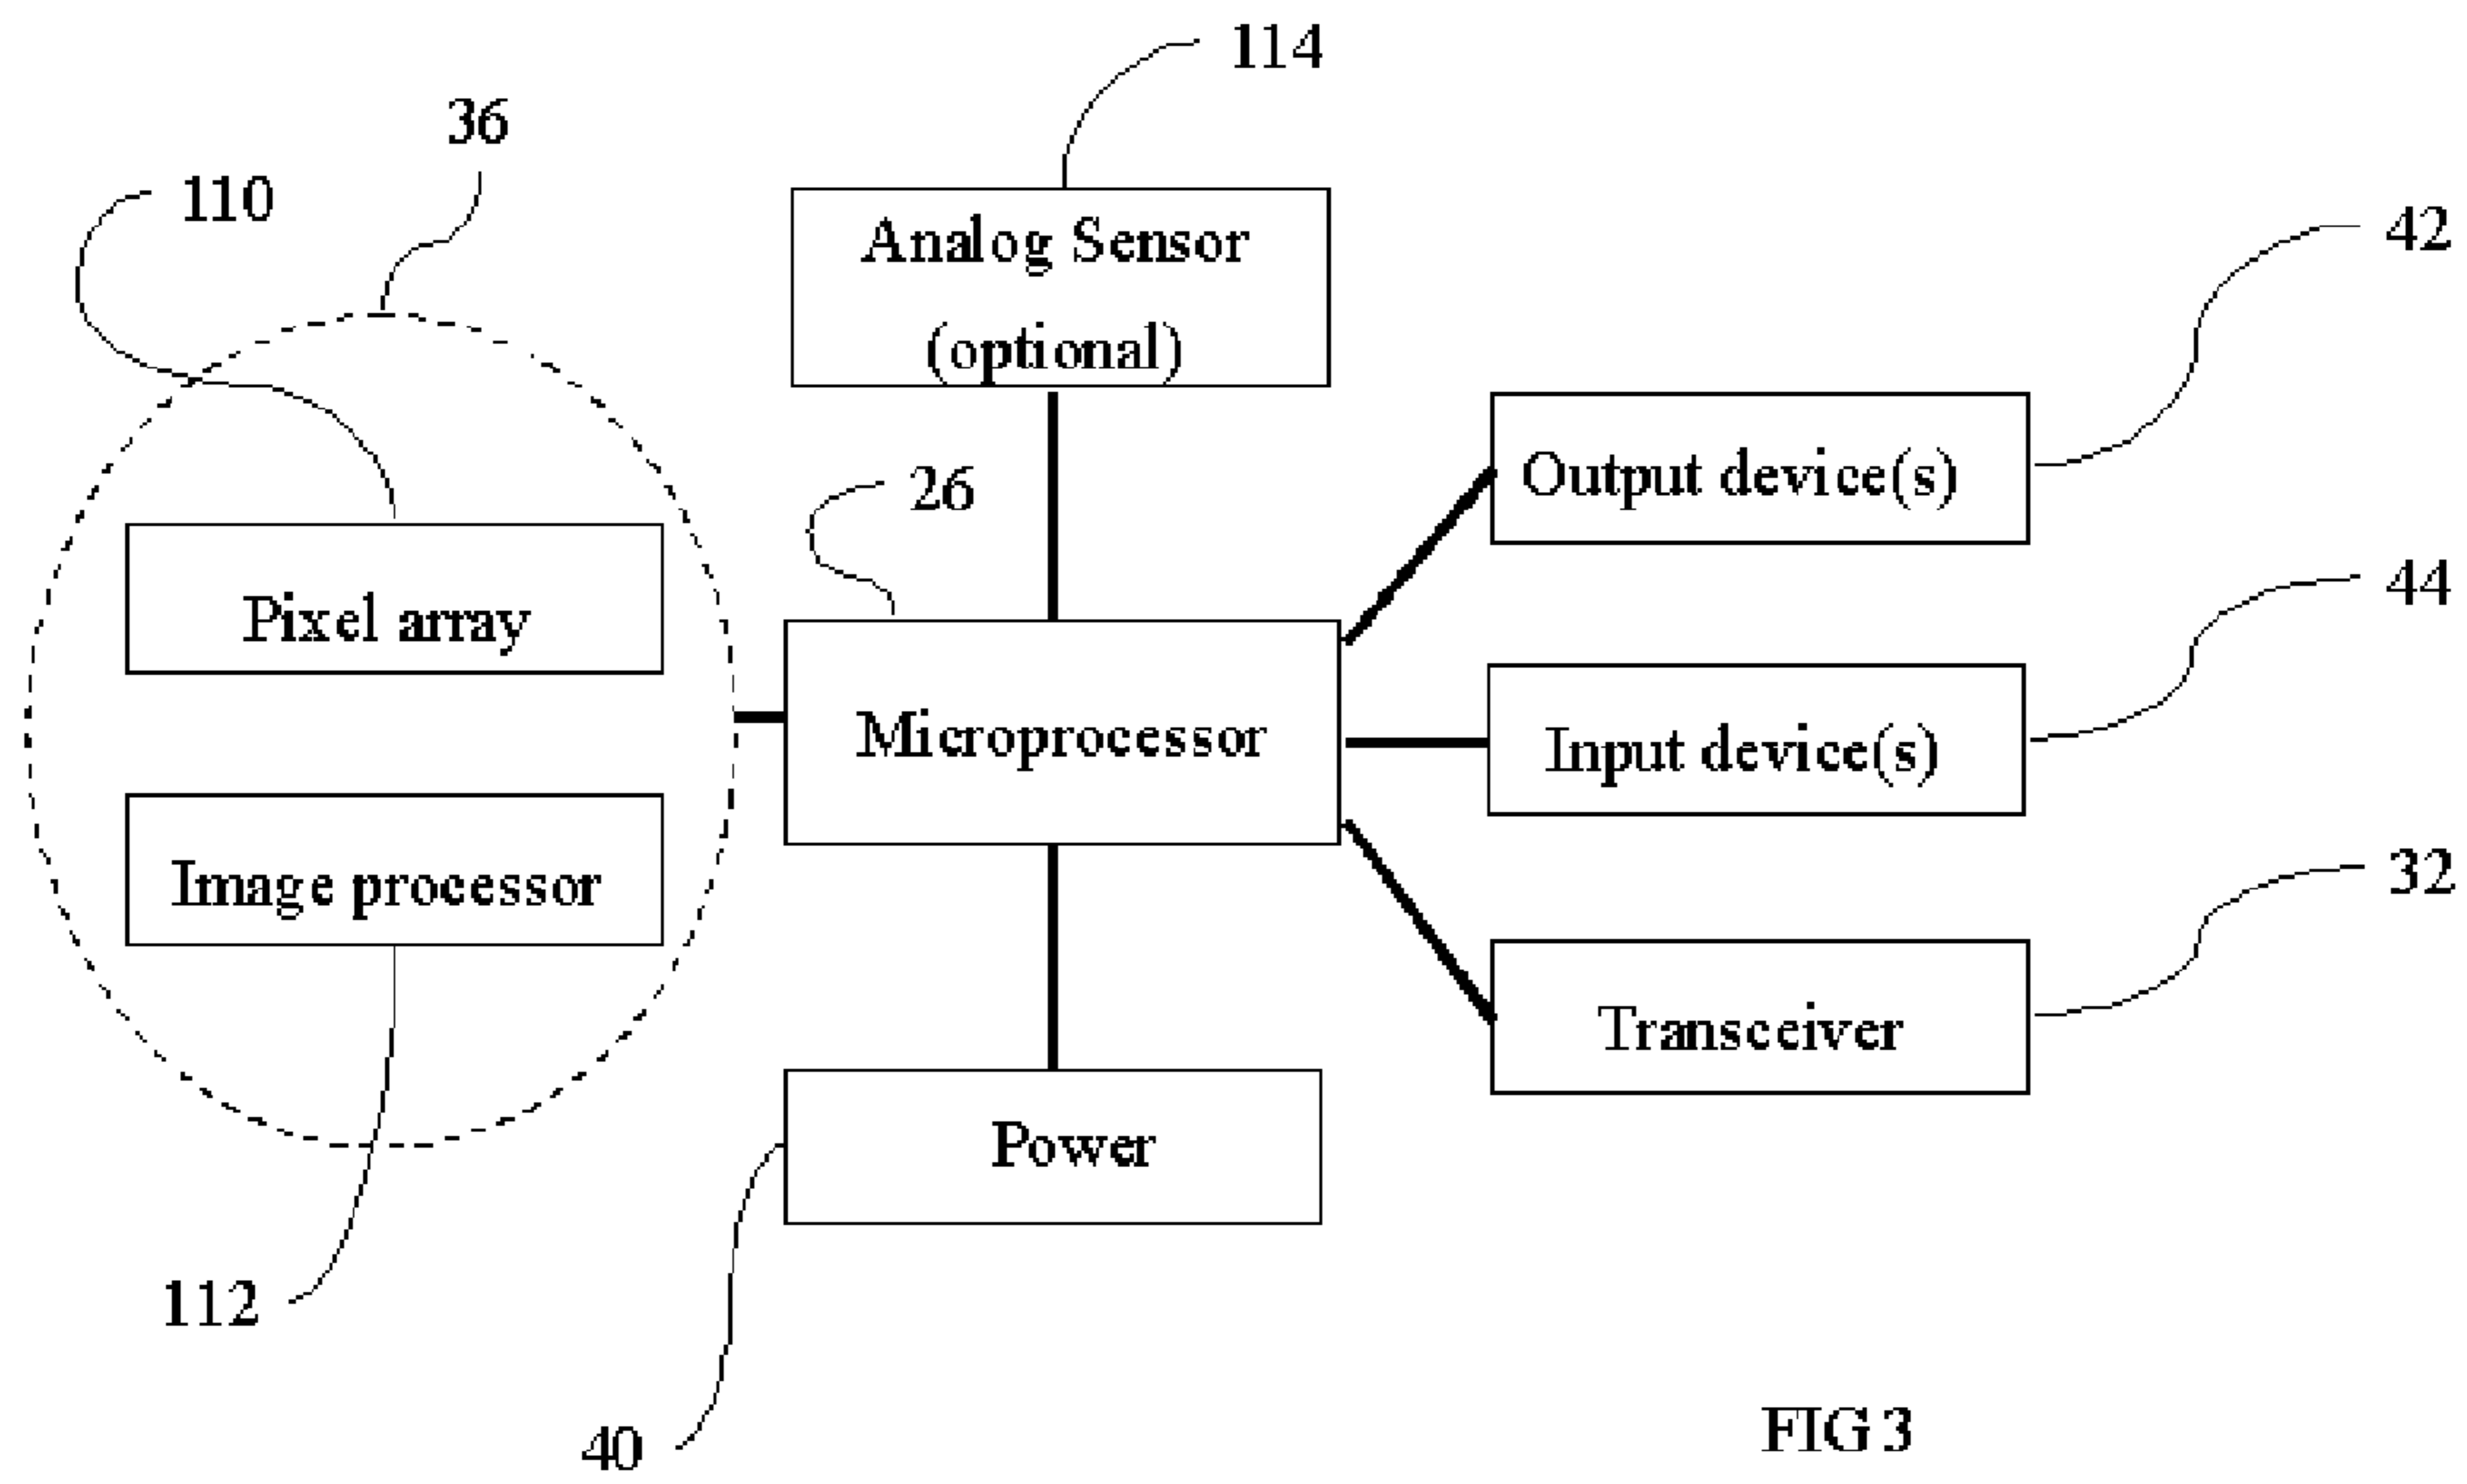 114
36
110
Analog Sensor
(optional)
42
Output device(s)
26
44
Pixel array
Microprocessor
Input device(s)
Image processor
32
Transceiver
Power
112
40
FIG 3